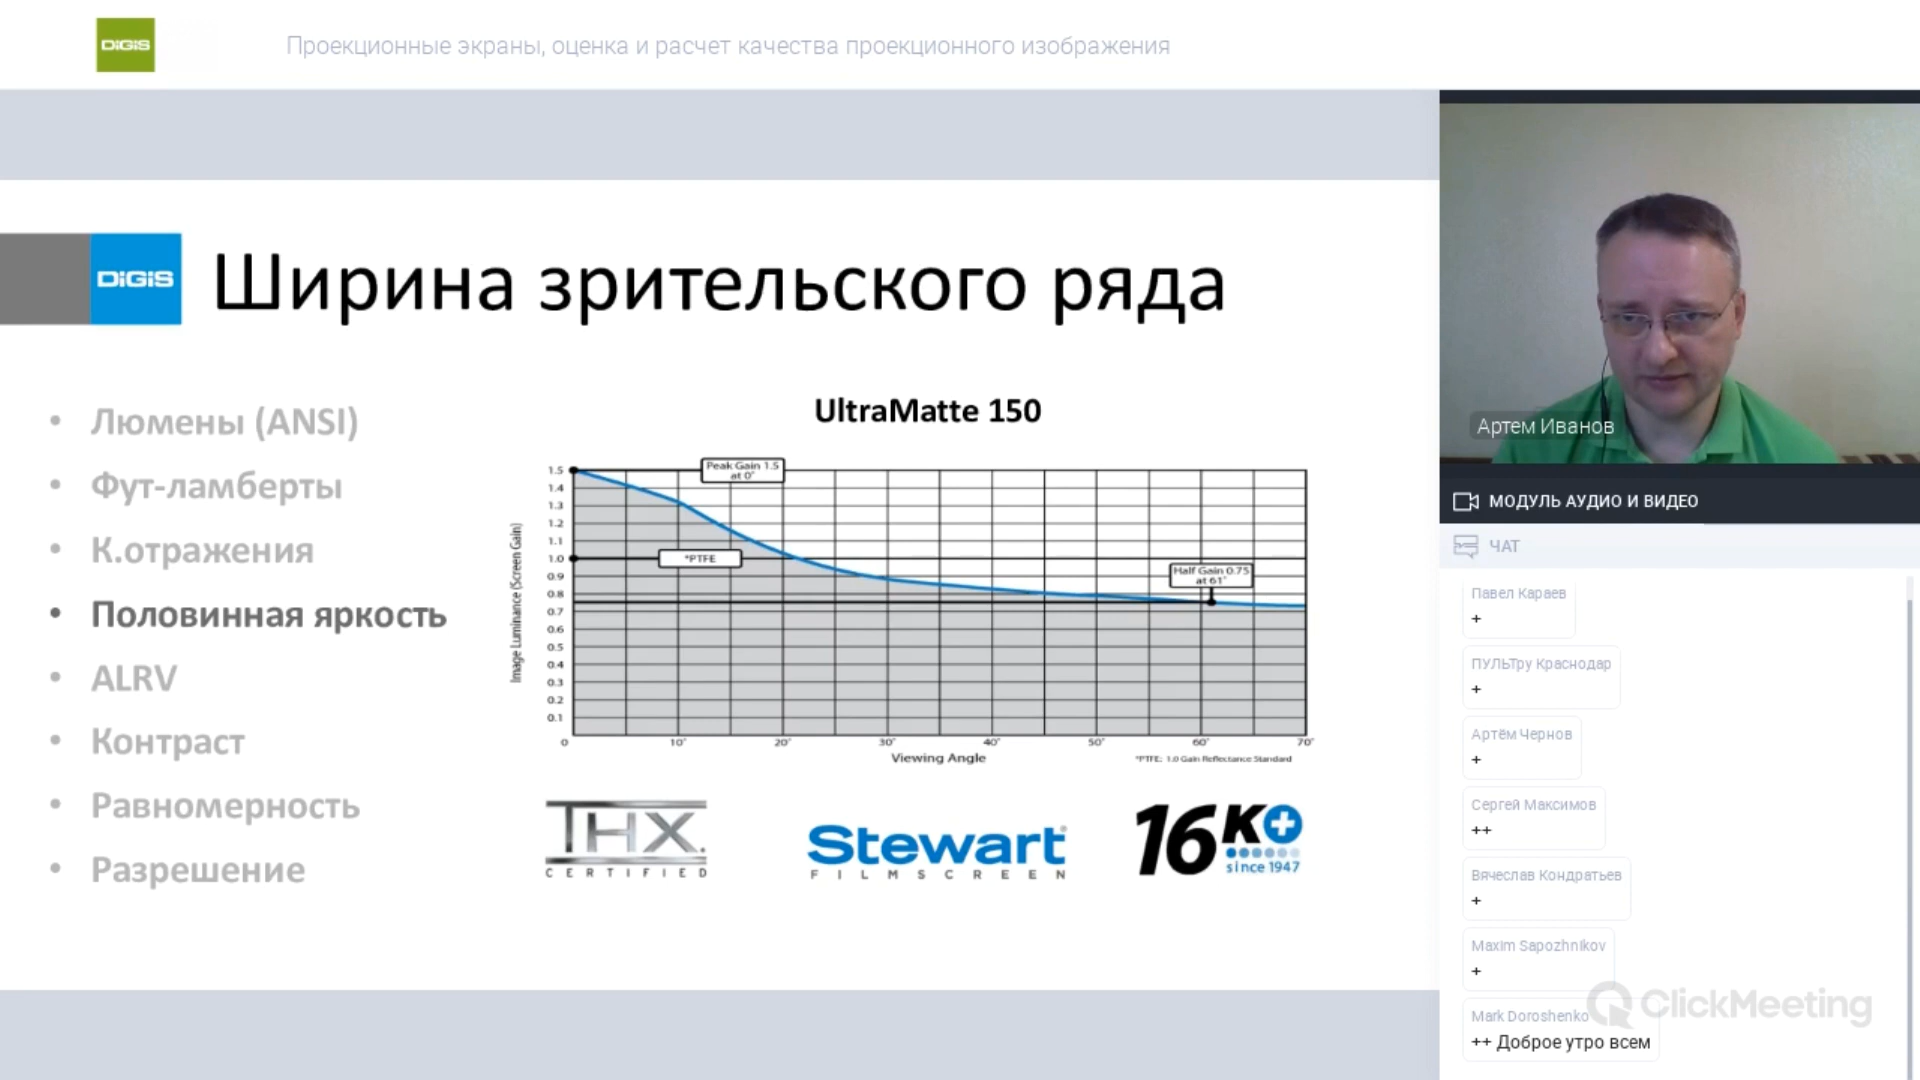 DiGiS
Проекционные экраны, оценка и расчет качества проекционного изображения
DiGiS
Ширина зрительского ряда
• Люмены (ANSI)
• Фут-ламберты
• К.отражения
• Половинная яркость
• ALRV
• Контраст
• Равномерность
• Разрешение
UltraMatte 150
Image Luminance (Screen Gain)
1.5
1.4
1.3
1.2
1.1
1.0
0.9
0.8
0.7
0.6
0.5
0.4
0.3
0.2
0.1
Peak Gain 1.5
at 0°
*PTFE
Half Gain 0.75
at 61°
0 10° 20° 30° 40° 50° 60° 70°
Viewing Angle
*PTFE: 1.0 Gain Reflectance Standard
THX.
CERTIFIED
Stewart®
FILMSCREEN
16K+
since 1947
Артем Иванов
МОДУЛЬ АУДИО И ВИДЕО
ЧАТ
Павел Караев
+
ПУЛЬТру Краснодар
+
Артём Чернов
+
Сергей Максимов
++
Вячеслав Кондратьев
+
Maxim Sapozhnikov
+
Mark Doroshenko
++ Доброе утро всем
ClickMeeting